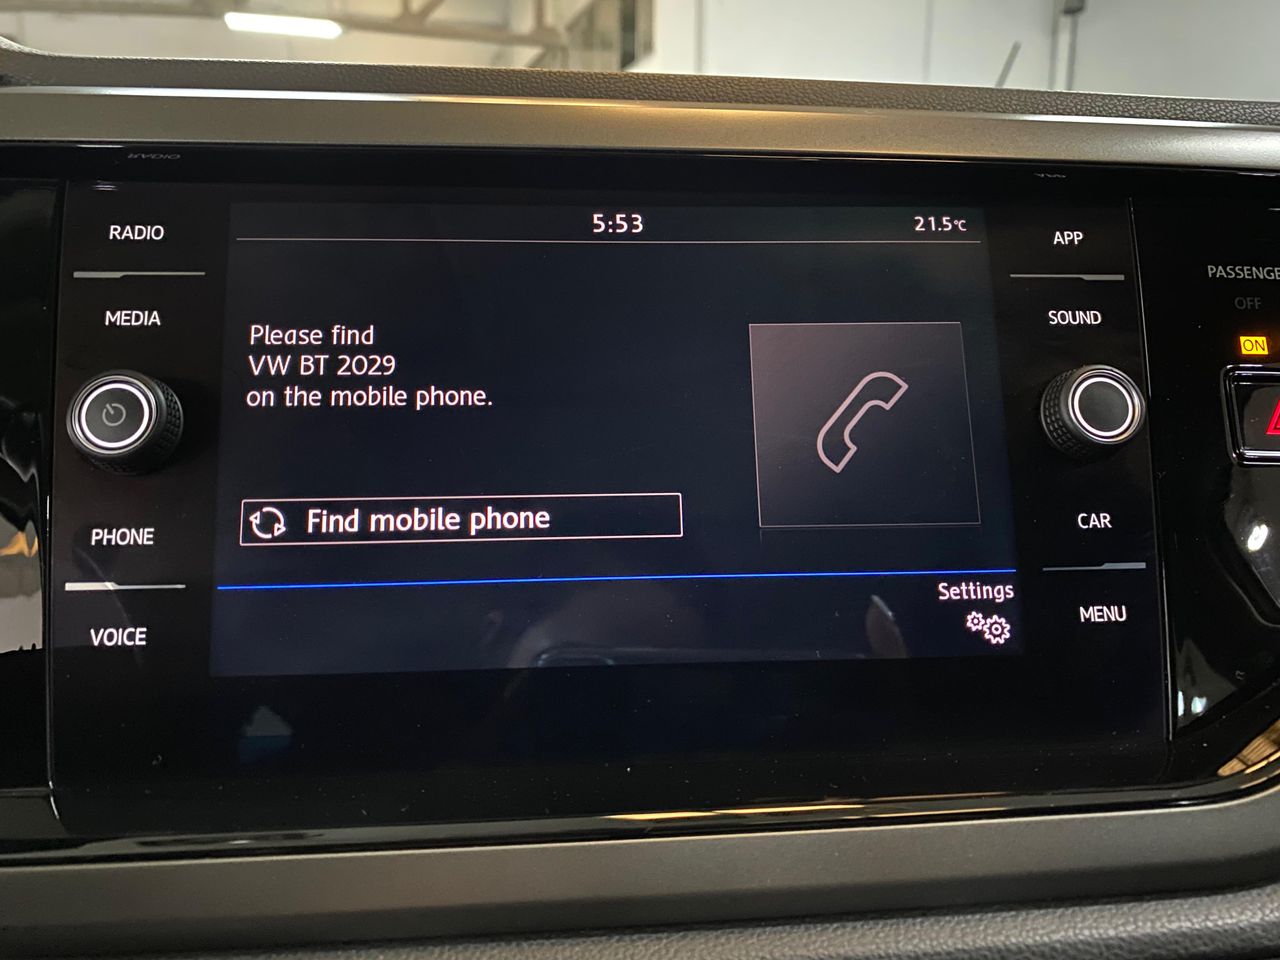 RADIO
MEDIA
PHONE
VOICE
5:53
21.5°C
Please find
VW BT 2029
on the mobile phone.
Find mobile phone
Settings
APP
SOUND
CAR
MENU
OFF
ON